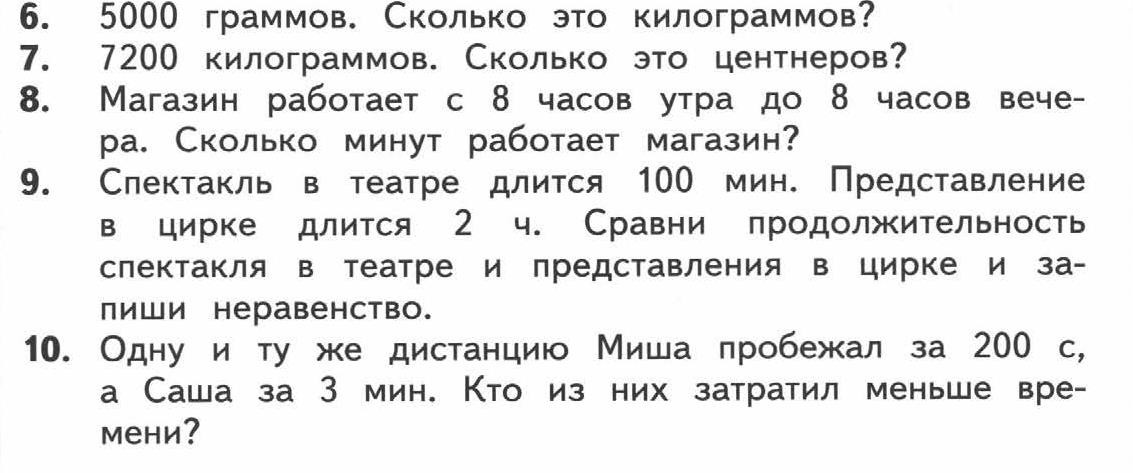 6. 5000 граммов. Сколько это килограммов?
7. 7200 килограммов. Сколько это центнеров?
8. Магазин работает с 8 часов утра до 8 часов вече-
ра. Сколько минут работает магазин?
9. Спектакль в театре длится 100 мин. Представление
в цирке длится 2 ч. Сравни продолжительность
спектакля в театре и представления в цирке и за-
пиши неравенство.
10. Одну и ту же дистанцию Миша пробежал за 200 с,
а Саша за 3 мин. Кто из них затратил меньше вре-
мени?